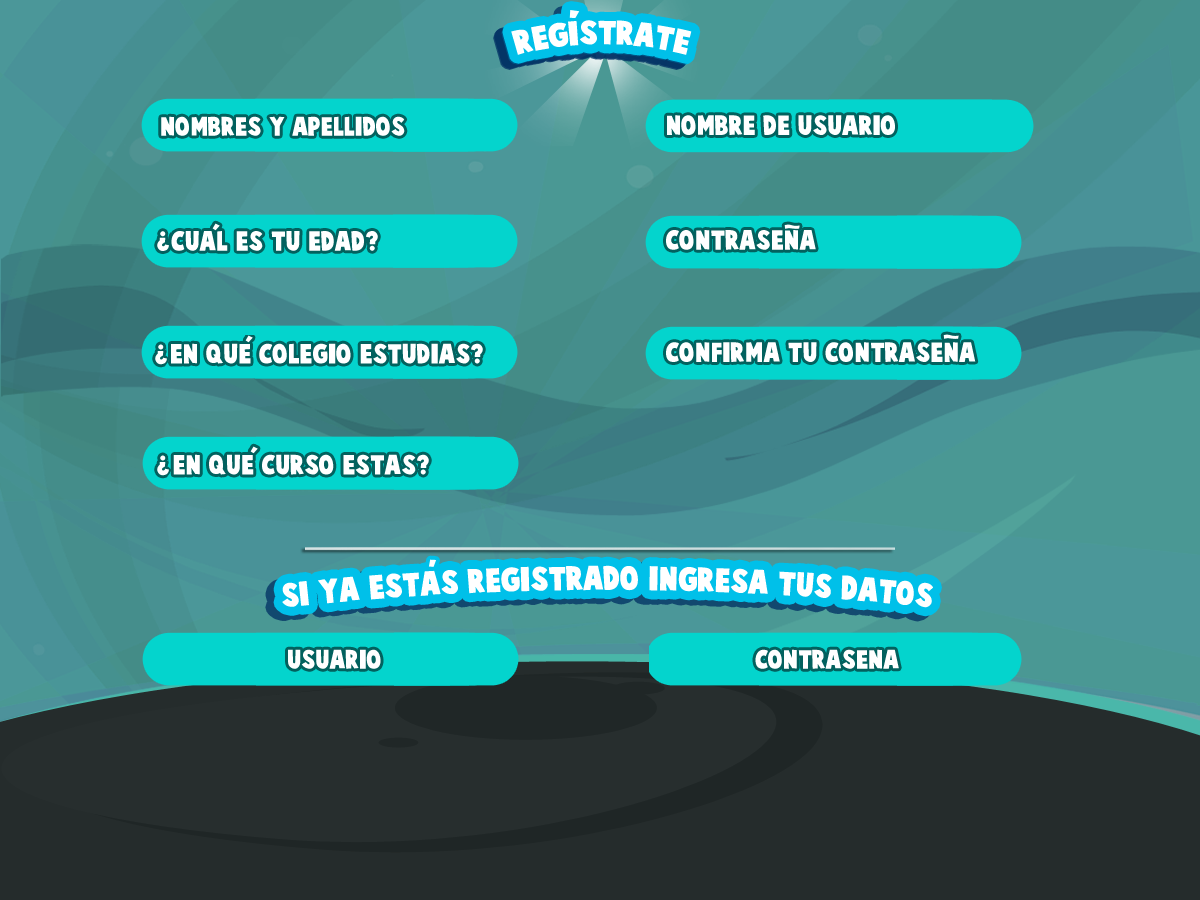 REGÍSTRATE
NOMBRES Y APELLIDOS
NOMBRE DE USUARIO
¿CUÁL ES TU EDAD?
CONTRASEÑA
¿EN QUÉ COLEGIO ESTUDIAS?
CONFIRMA TU CONTRASEÑA
¿EN QUÉ CURSO ESTAS?
SI YA ESTÁS REGISTRADO INGRESA TUS DATOS
USUARIO
CONTRASENA